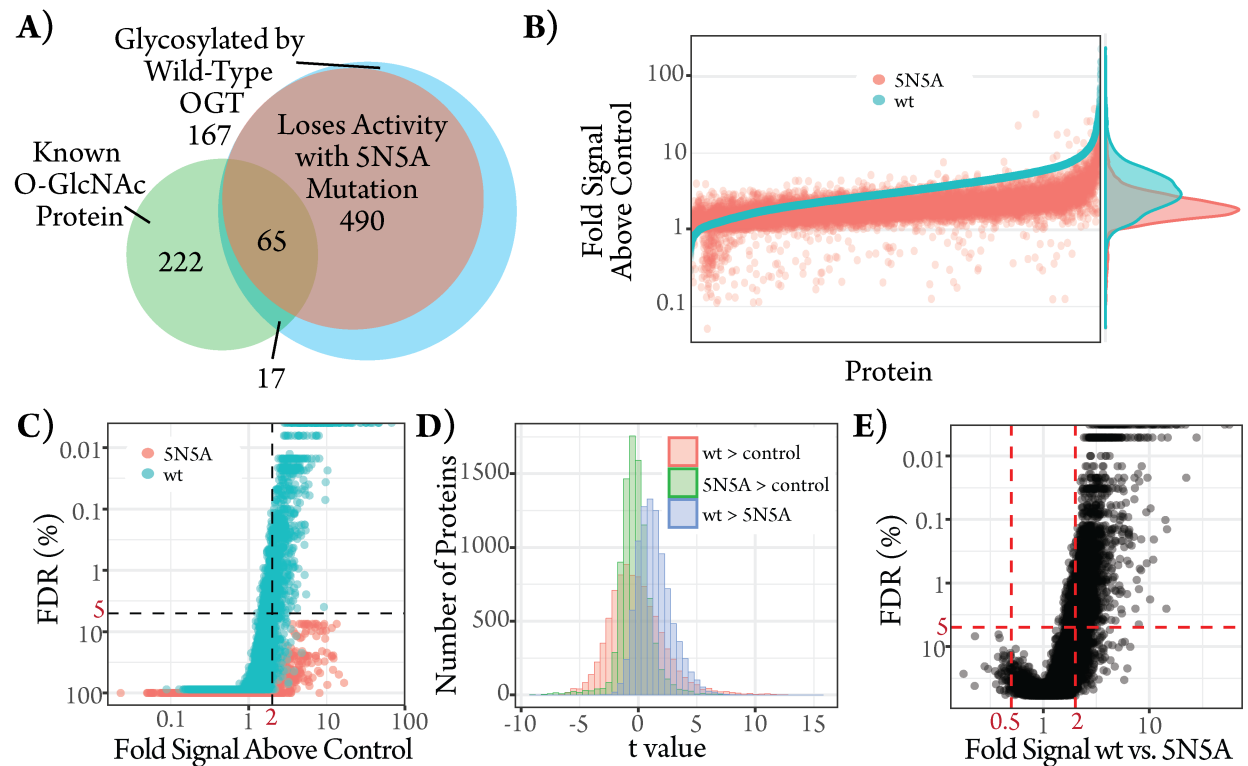 A)
Glycosylated by
Wild-Type
OGT
167
Known
O-GlcNAc
Protein
222
65
17
Loses Activity
with 5N5A
Mutation
490
B)
Fold Signal
Above Control
100
10
1
0.1
5N5A
wt
Protein
C)
FDR (%)
0.01
0.1
1
5
10
100
5N5A
wt
0.1
1
2
10
100
Fold Signal Above Control
D)
Number of Proteins
1500
1000
500
0
wt > control
5N5A > control
wt > 5N5A
-10
-5
0
5
10
15
t value
E)
FDR (%)
0.01
0.1
1
5
10
0.5
1
2
10
Fold Signal wt vs. 5N5A